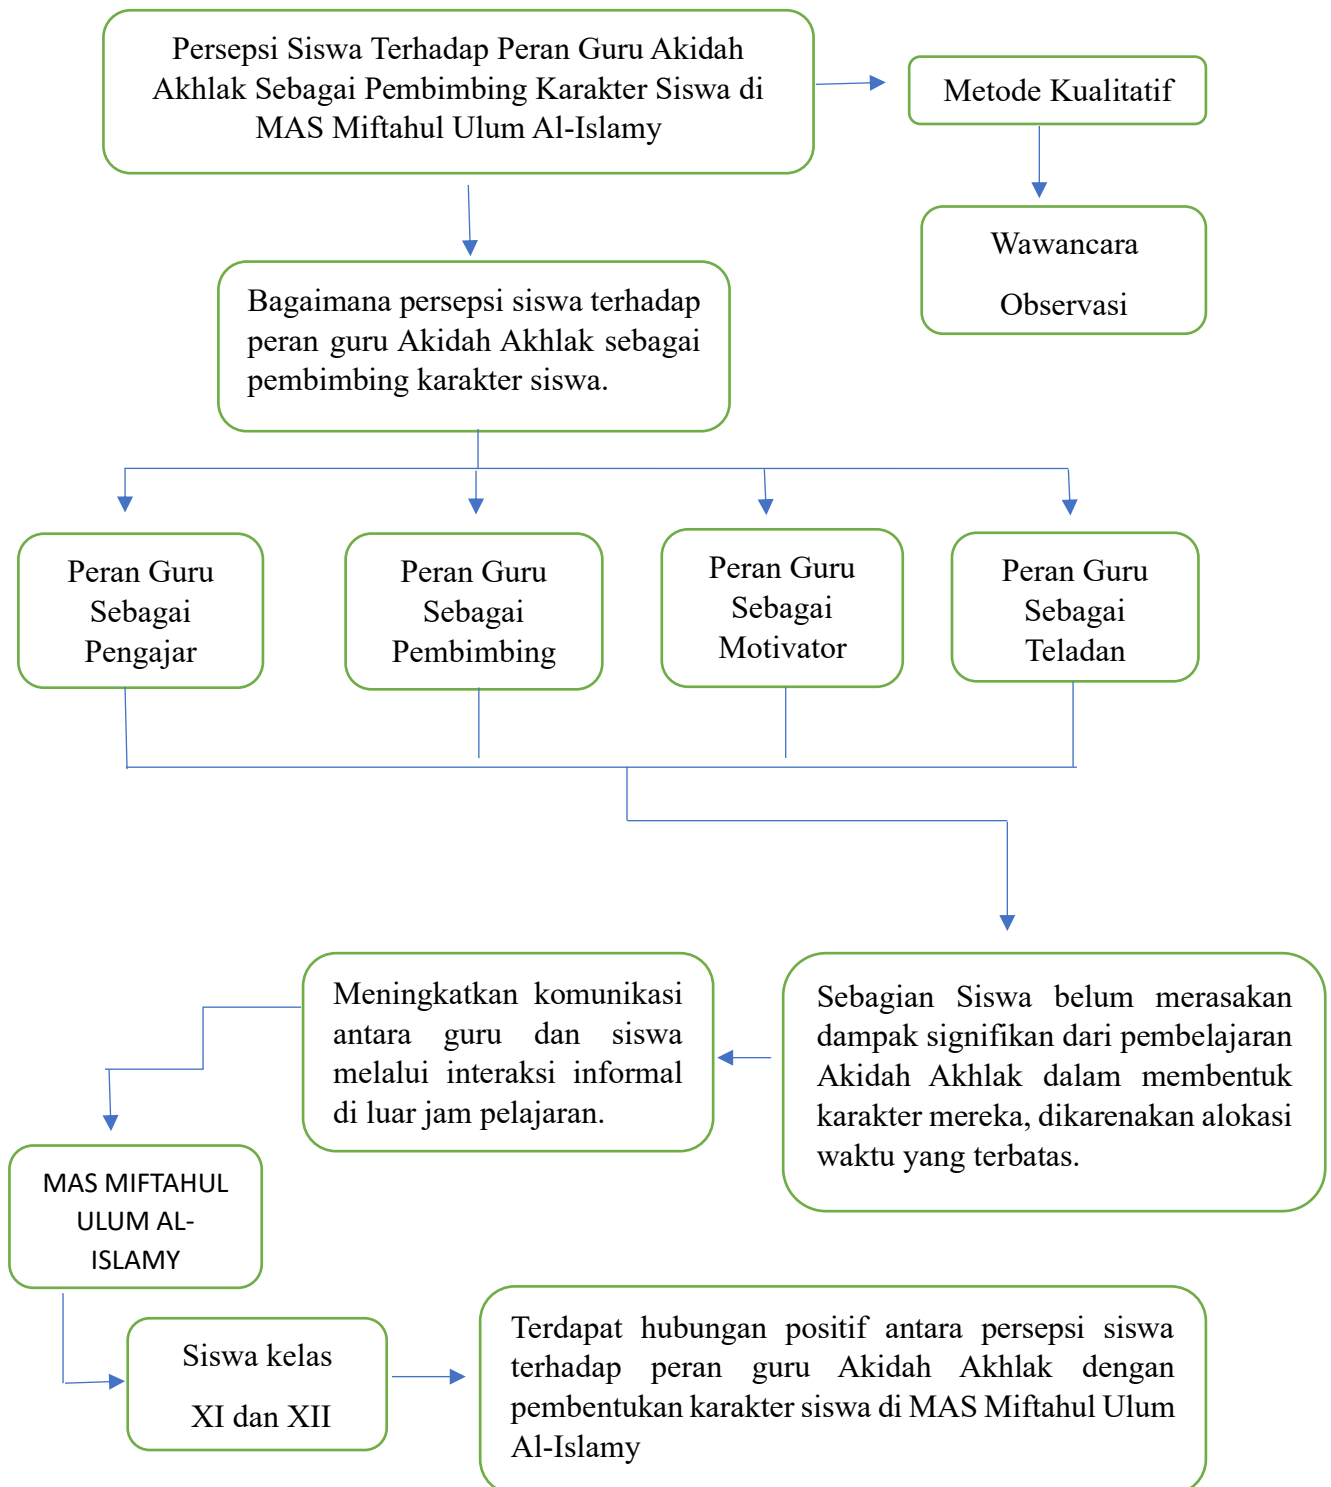 Persepsi Siswa Terhadap Peran Guru Akidah
Akhlak Sebagai Pembimbing Karakter Siswa di
MAS Miftahul Ulum Al-Islamy
Metode Kualitatif
Wawancara
Observasi
Bagaimana persepsi siswa terhadap
peran guru Akidah Akhlak sebagai
pembimbing karakter siswa.
Peran Guru
Sebagai
Pengajar
Peran Guru
Sebagai
Pembimbing
Peran Guru
Sebagai
Motivator
Peran Guru
Sebagai
Teladan
Sebagian Siswa belum merasakan
dampak signifikan dari pembelajaran
Akidah Akhlak dalam membentuk
karakter mereka, dikarenakan alokasi
waktu yang terbatas.
Meningkatkan komunikasi
antara guru dan siswa
melalui interaksi informal
di luar jam pelajaran.
MAS MIFTAHUL
ULUM AL-
ISLAMY
Siswa kelas
XI dan XII
Terdapat hubungan positif antara persepsi siswa
terhadap peran guru Akidah Akhlak dengan
pembentukan karakter siswa di MAS Miftahul Ulum
Al-Islamy